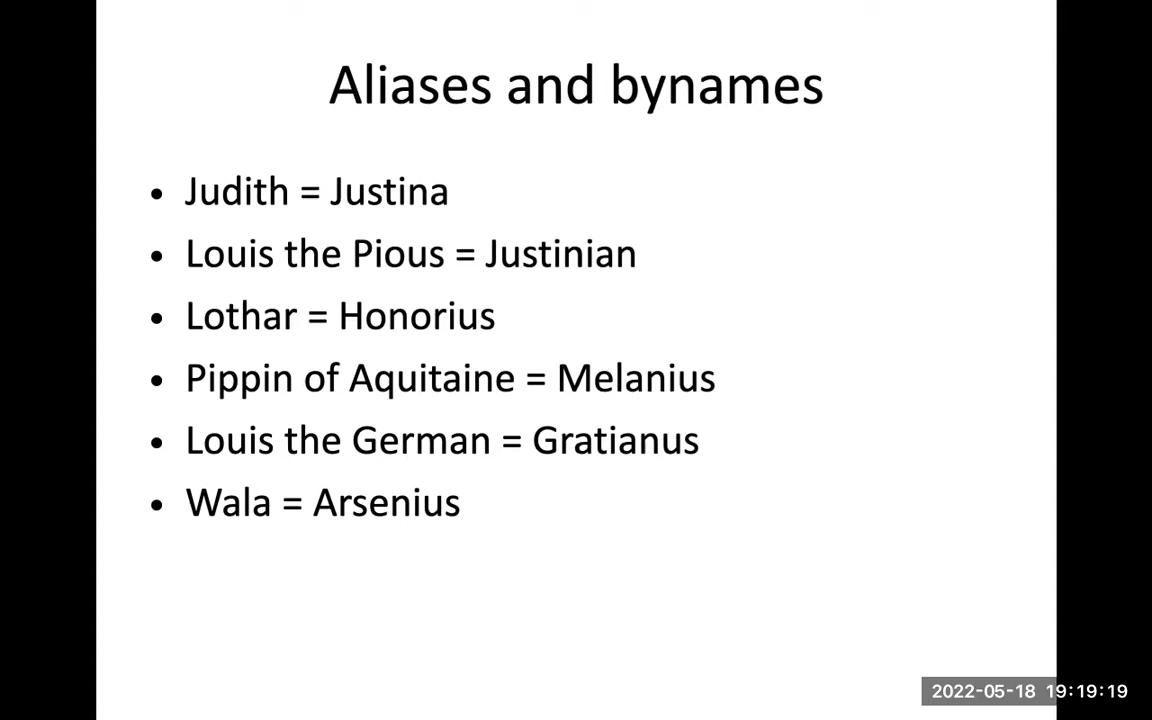 Aliases and bynames
• Judith = Justina
• Louis the Pious = Justinian
• Lothar = Honorius
• Pippin of Aquitaine = Melanius
• Louis the German = Gratianus
• Wala = Arsenius
2022-05-18 19:19:19